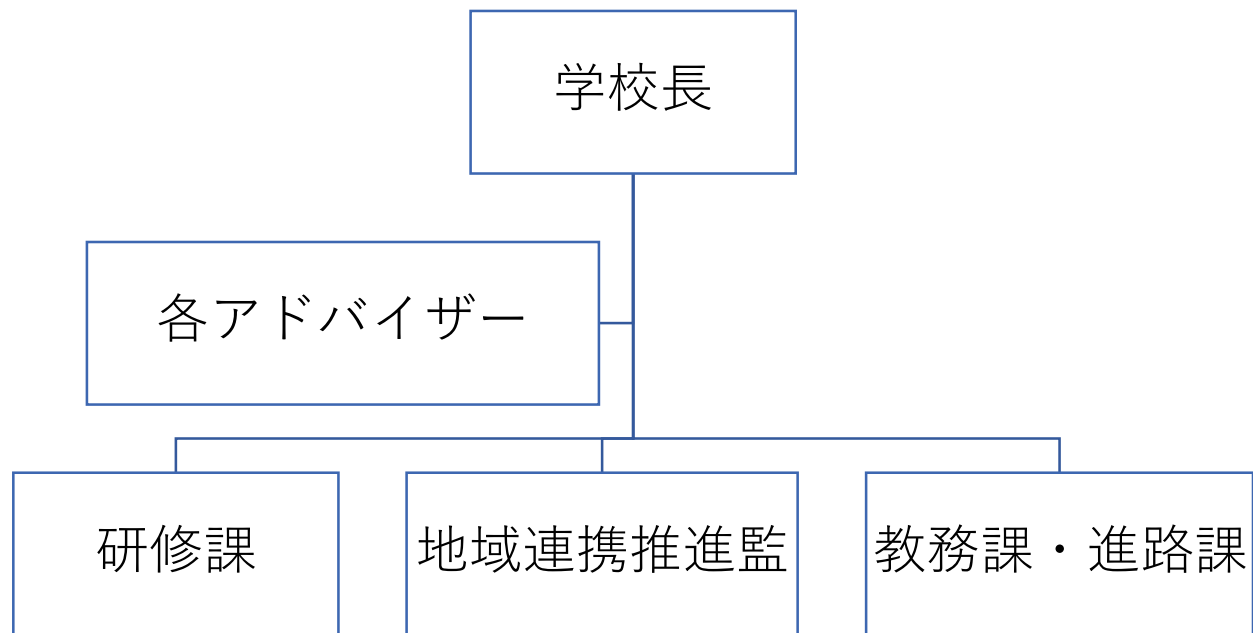 学校長
各アドバイザー
研修課
地域連携推進監
教務課・進路課